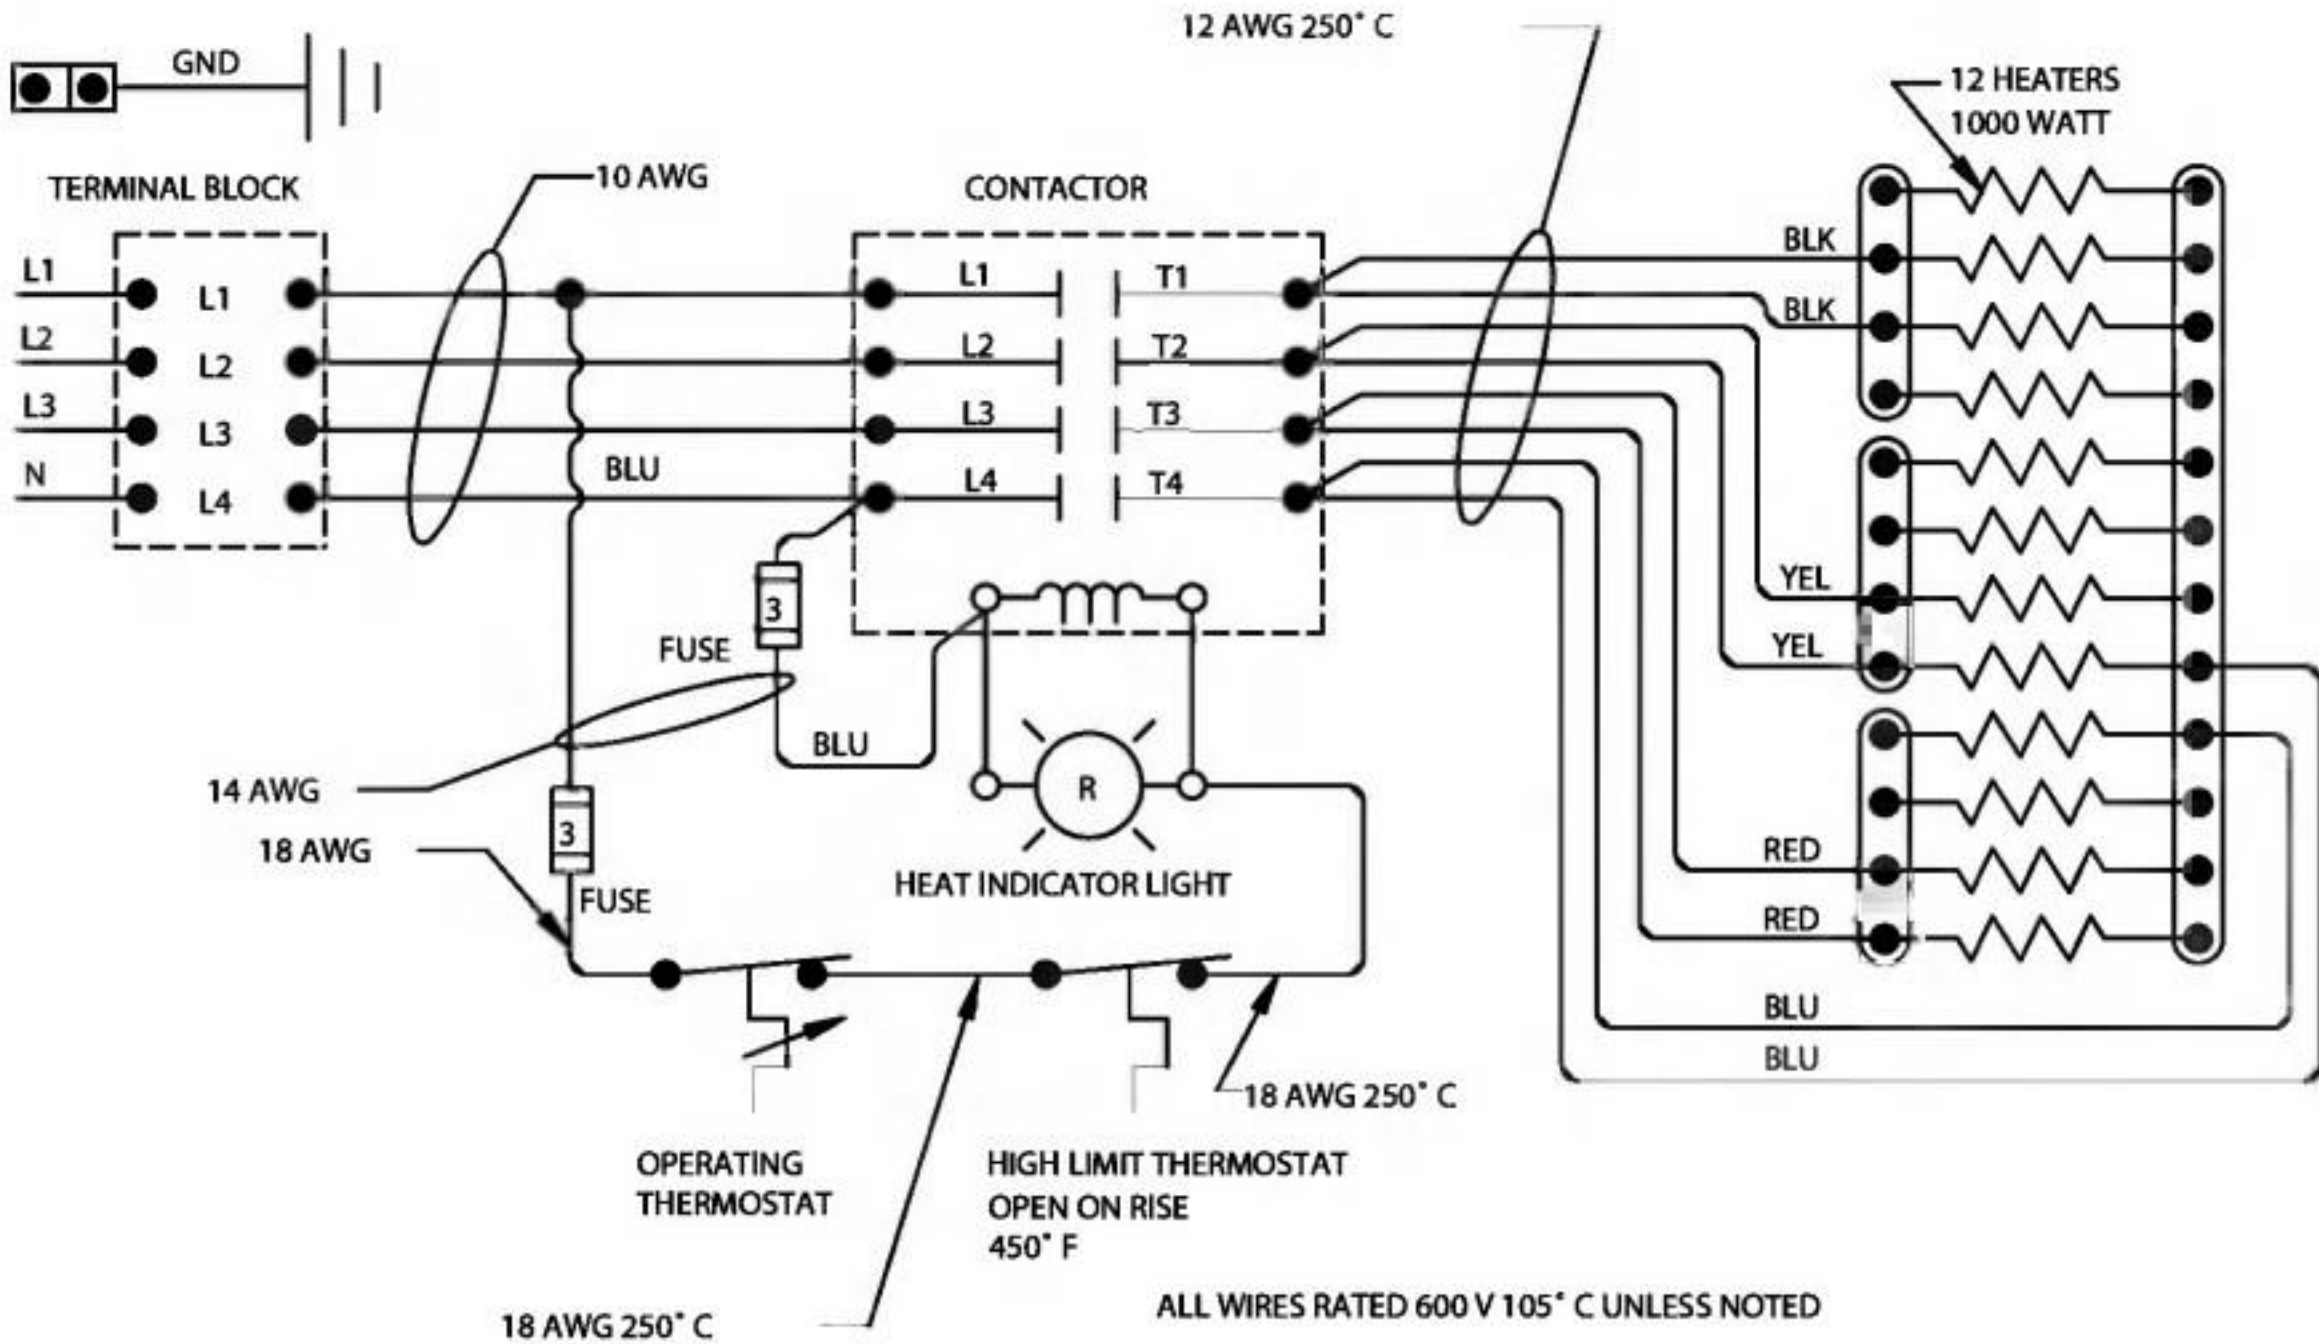 GND
12 AWG 250° C
12 HEATERS
1000 WATT
TERMINAL BLOCK
10 AWG
CONTACTOR
L1
L1
L1
T1
BLK
L2
L2
L2
T2
BLK
L3
L3
L3
T3
N
L4
BLU
L4
T4
3
FUSE
YEL
YEL
BLU
14 AWG
R
3
18 AWG
FUSE
HEAT INDICATOR LIGHT
RED
RED
BLU
BLU
18 AWG 250° C
OPERATING
THERMOSTAT
HIGH LIMIT THERMOSTAT
OPEN ON RISE
450° F
18 AWG 250° C
ALL WIRES RATED 600 V 105° C UNLESS NOTED